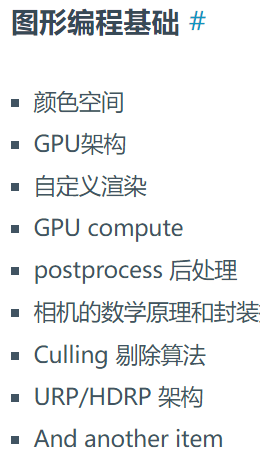 图形编程基础 #
颜色空间
GPU架构
自定义渲染
GPU compute
postprocess 后处理
相机的数学原理和封装
Culling 剔除算法
URP/HDRP 架构
And another item